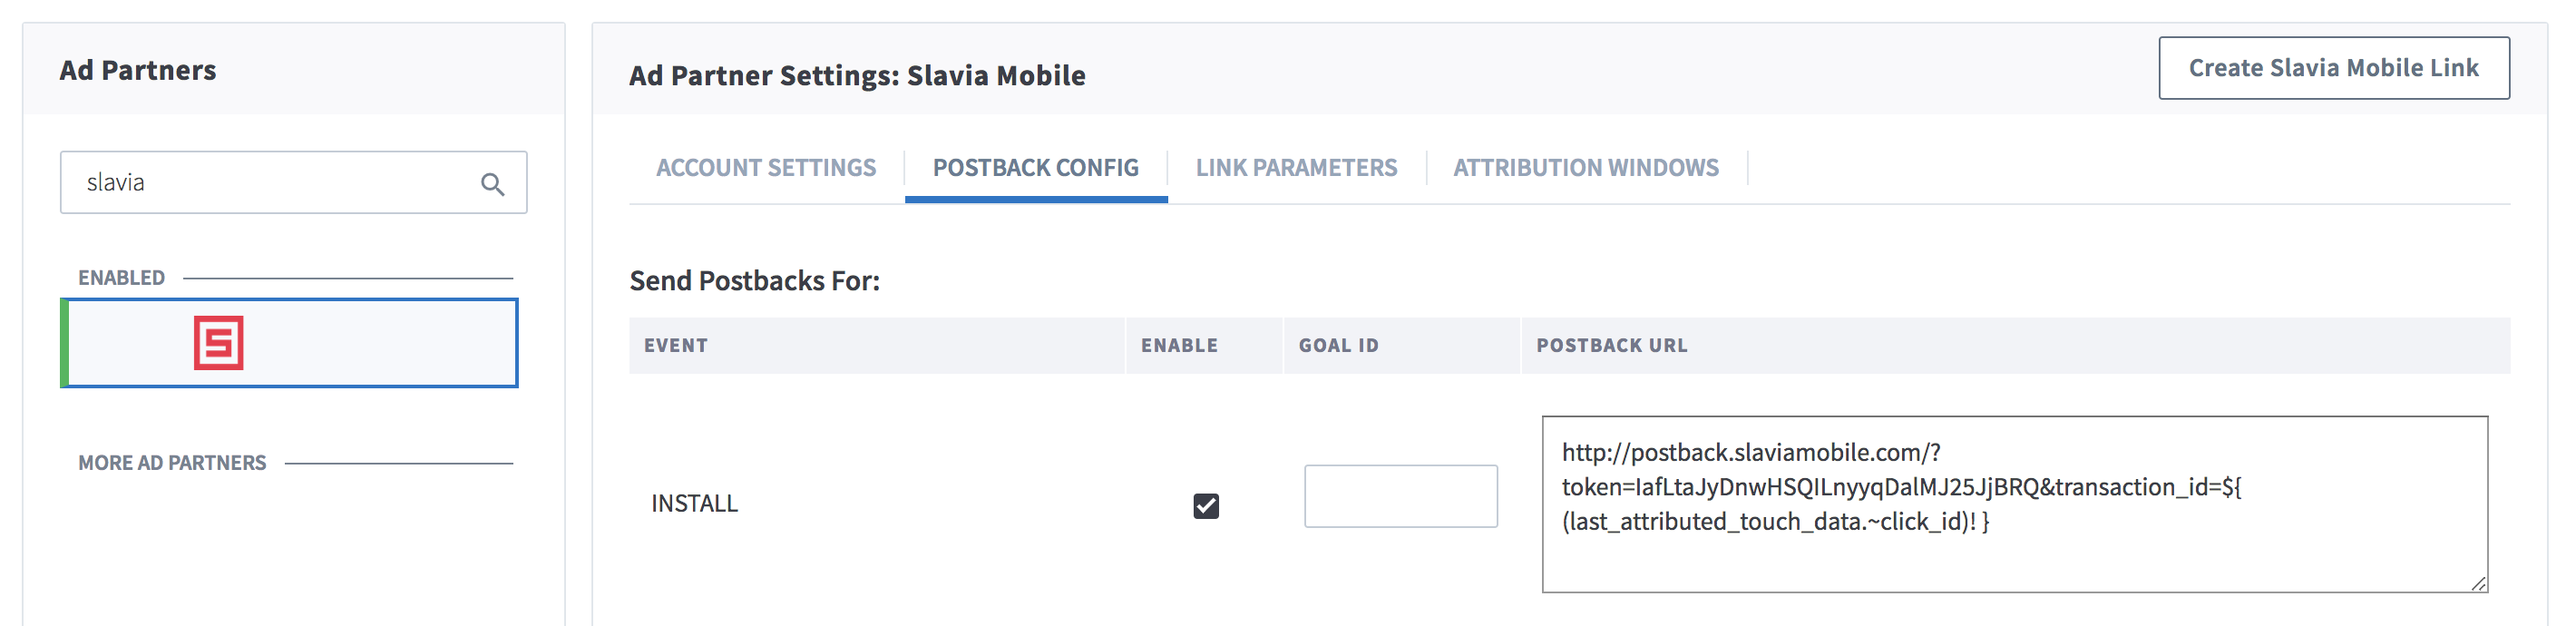 Ad Partners
slavia
ENABLED
S
MORE AD PARTNERS
Ad Partner Settings: Slavia Mobile
Create Slavia Mobile Link
ACCOUNT SETTINGS
POSTBACK CONFIG
LINK PARAMETERS
ATTRIBUTION WINDOWS
Send Postbacks For:
EVENT
ENABLE
GOAL ID
POSTBACK URL
INSTALL
http://postback.slaviamobile.com/?
token=IafLtaJyDnwHSQILnyyqDalMJ25JjBRQ&transaction_id=${
(last_attributed_touch_data.~click_id)! }